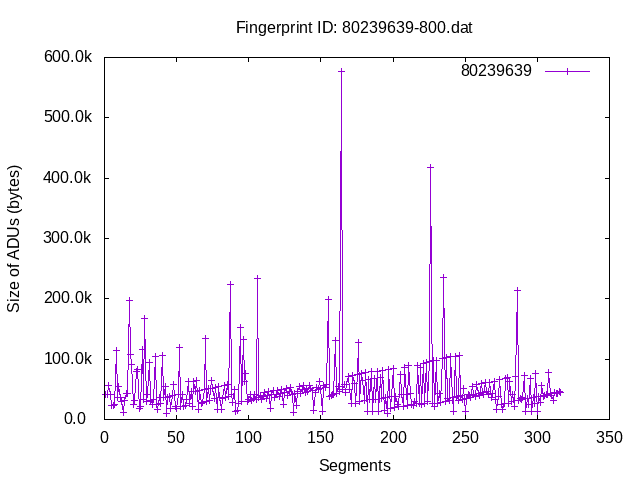 Fingerprint ID: 80239639-800.dat
600.0k
80239639
500.0k
400.0k
300.0k
200.0k
100.0k
0.0
0 50 100 150 200 250 300 350
Size of ADUs (bytes)
Segments